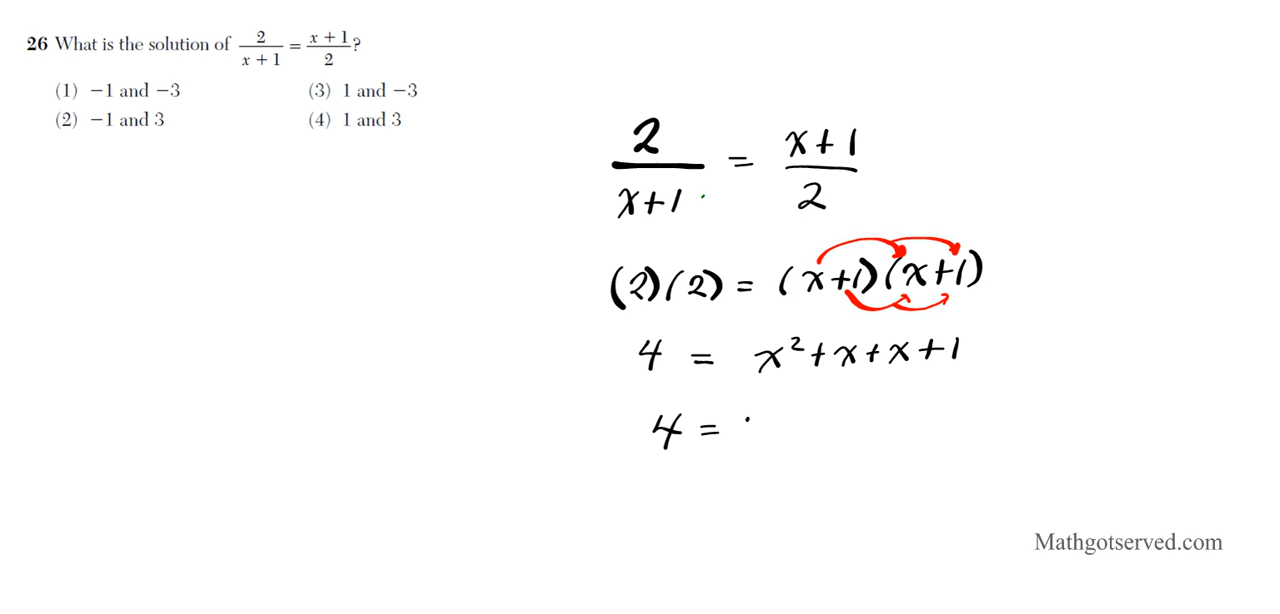 26 What is the solution of 2/(x + 1) = (x + 1)/2?
(1) −1 and −3
(3) 1 and −3
(2) −1 and 3
(4) 1 and 3
2/(x+1) = (x+1)/2
(2)(2) = (x+1)(x+1)
4 = x²+x+x+1
4 =
Mathgotserved.com